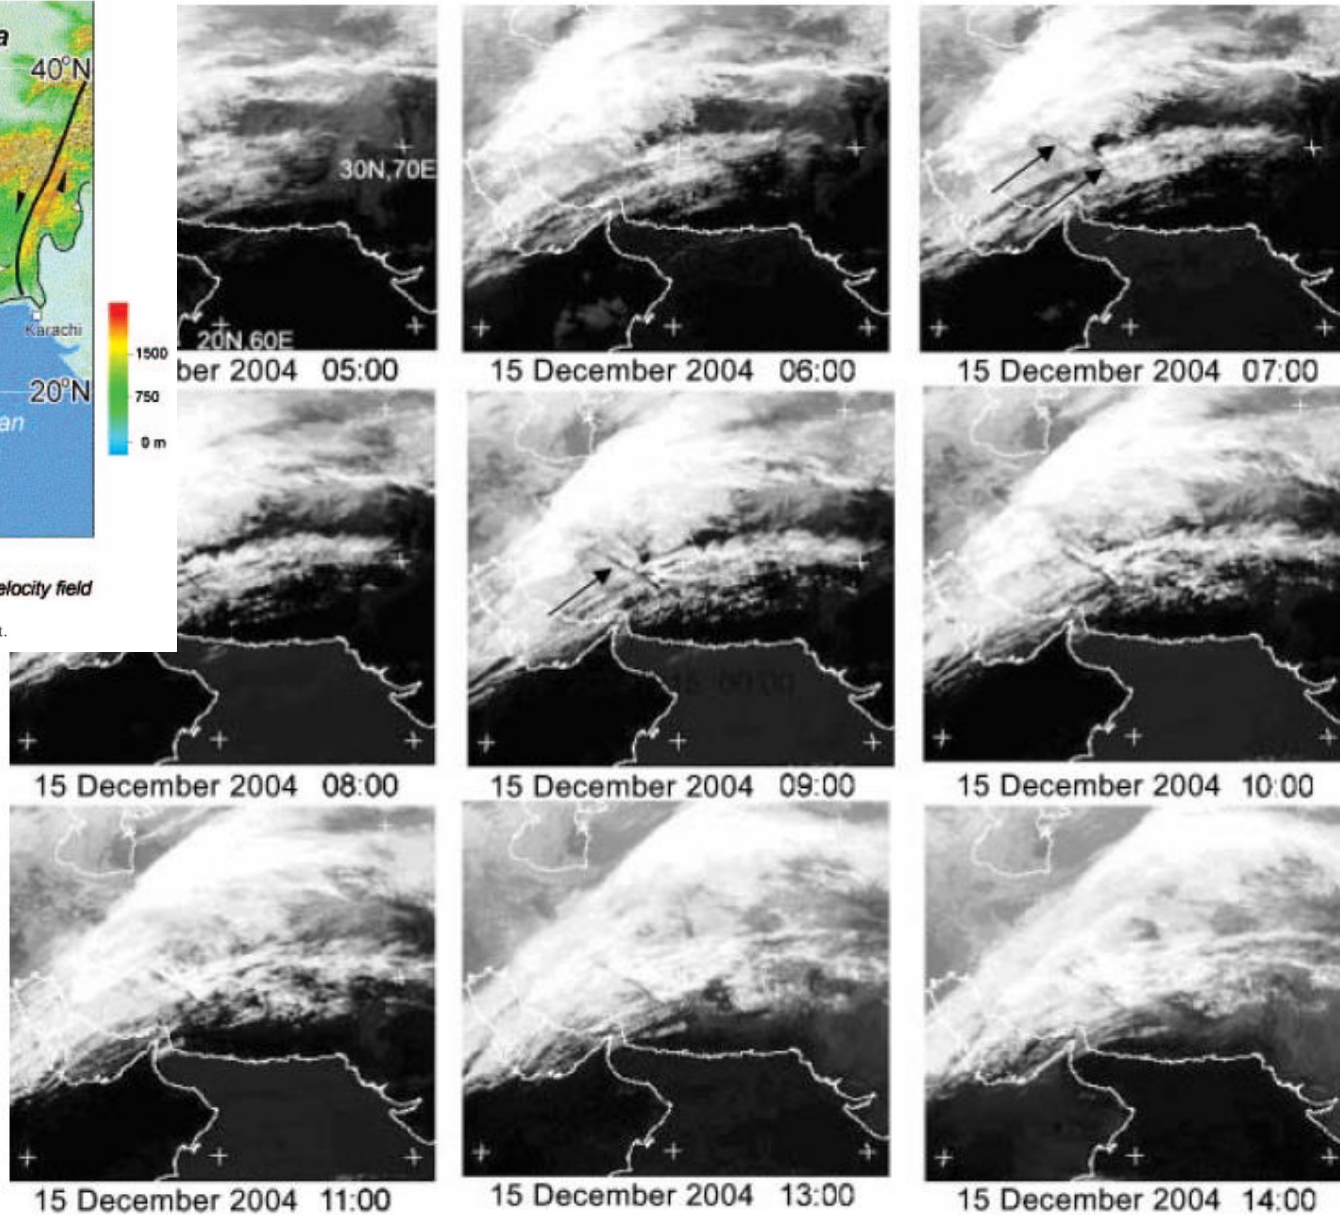 a
40°N
Karachi
20°N
an
1500
750
0 m
elocity field
t.
30N,70E
20N,60E
ber 2004 05:00
15 December 2004 06:00
15 December 2004 07:00
15 December 2004 08:00
15 December 2004 09:00
15 December 2004 10:00
15 December 2004 11:00
15 December 2004 13:00
15 December 2004 14:00